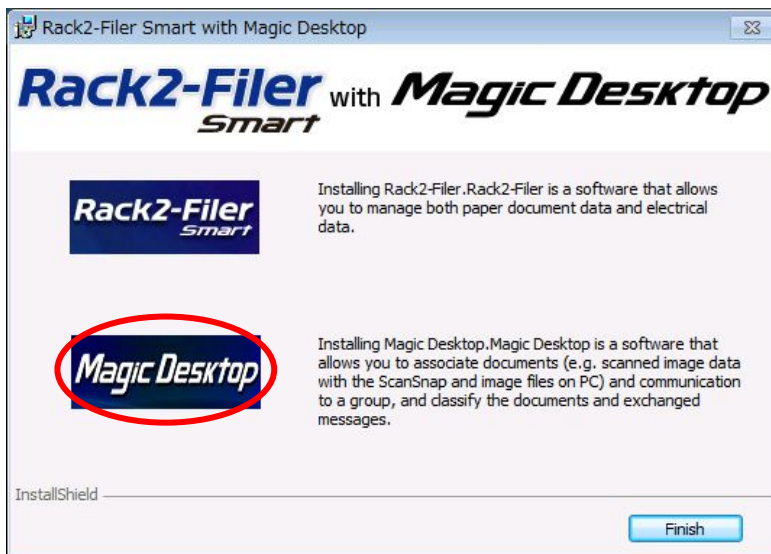 Rack2-Filer Smart with Magic Desktop
Rack2-Filer Smart with Magic Desktop
Rack2-Filer
Smart
Installing Rack2-Filer.Rack2-Filer is a software that allows
you to manage both paper document data and electrical
data.
Magic Desktop
Installing Magic Desktop.Magic Desktop is a software that
allows you to associate documents (e.g. scanned image data
with the ScanSnap and image files on PC) and communication
to a group, and classify the documents and exchanged
messages.
InstallShield
Finish